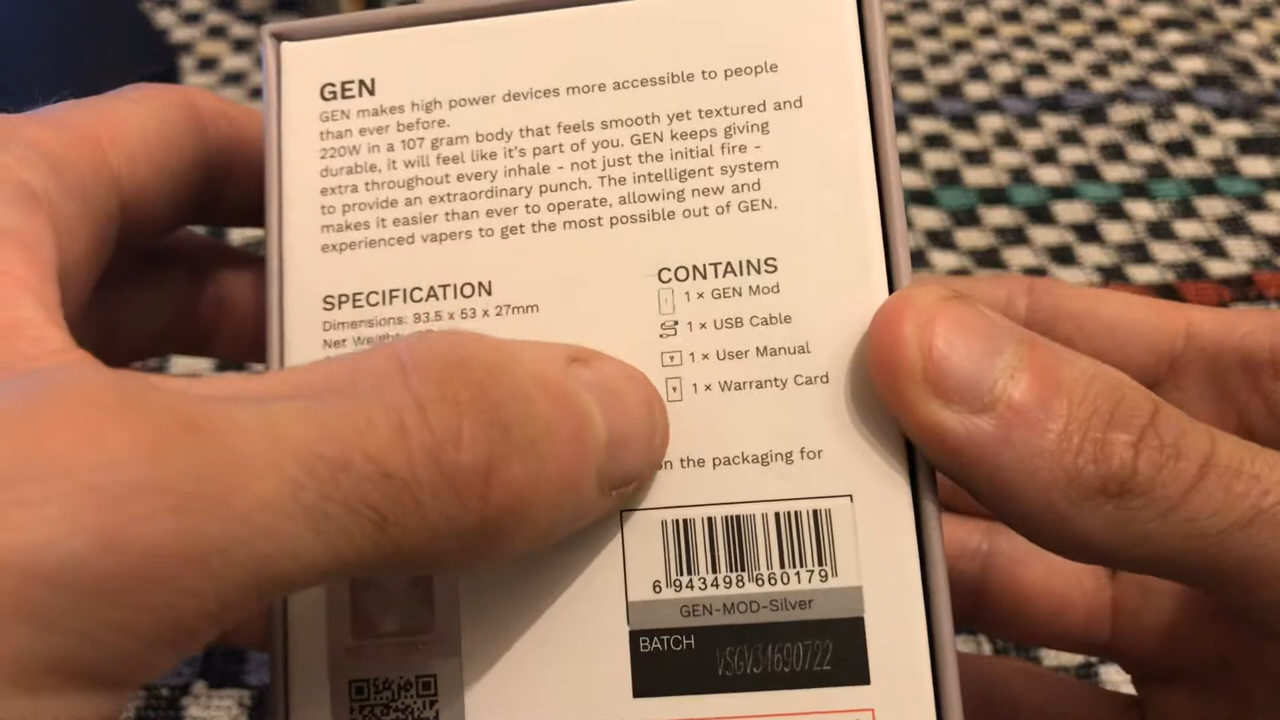 GEN
GEN makes high power devices more accessible to people
than ever before.
220W in a 107 gram body that feels smooth yet textured and
durable, it will feel like it's part of you. GEN keeps giving
extra throughout every inhale - not just the initial fire -
to provide an extraordinary punch. The intelligent system
makes it easier than ever to operate, allowing new and
experienced vapers to get the most possible out of GEN.
SPECIFICATION
Dimensions: 93.5 x 53 x 27mm
Net
CONTAINS
1 × GEN Mod
1 × USB Cable
1 × User Manual
1 × Warranty Card
the packaging for
6 943498 660179
GEN-MOD-Silver
BATCH